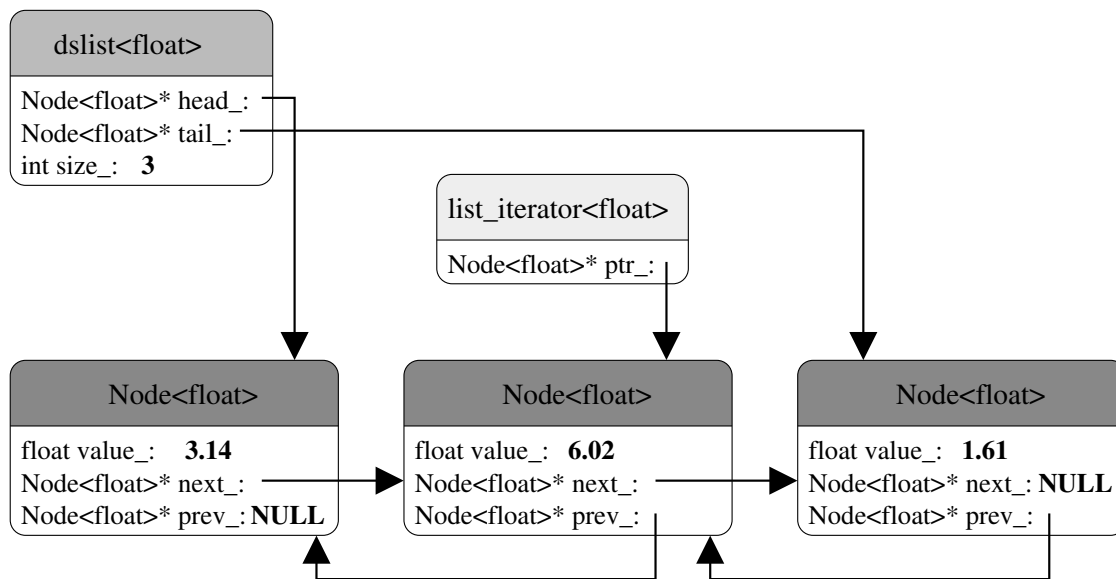 dslist<float>
Node<float>* head_:
Node<float>* tail_:
int size_: 3
list_iterator<float>
Node<float>* ptr_:
Node<float>
float value_: 3.14
Node<float>* next_:
Node<float>* prev_: NULL
Node<float>
float value_: 6.02
Node<float>* next_:
Node<float>* prev_:
Node<float>
float value_: 1.61
Node<float>* next_: NULL
Node<float>* prev_: